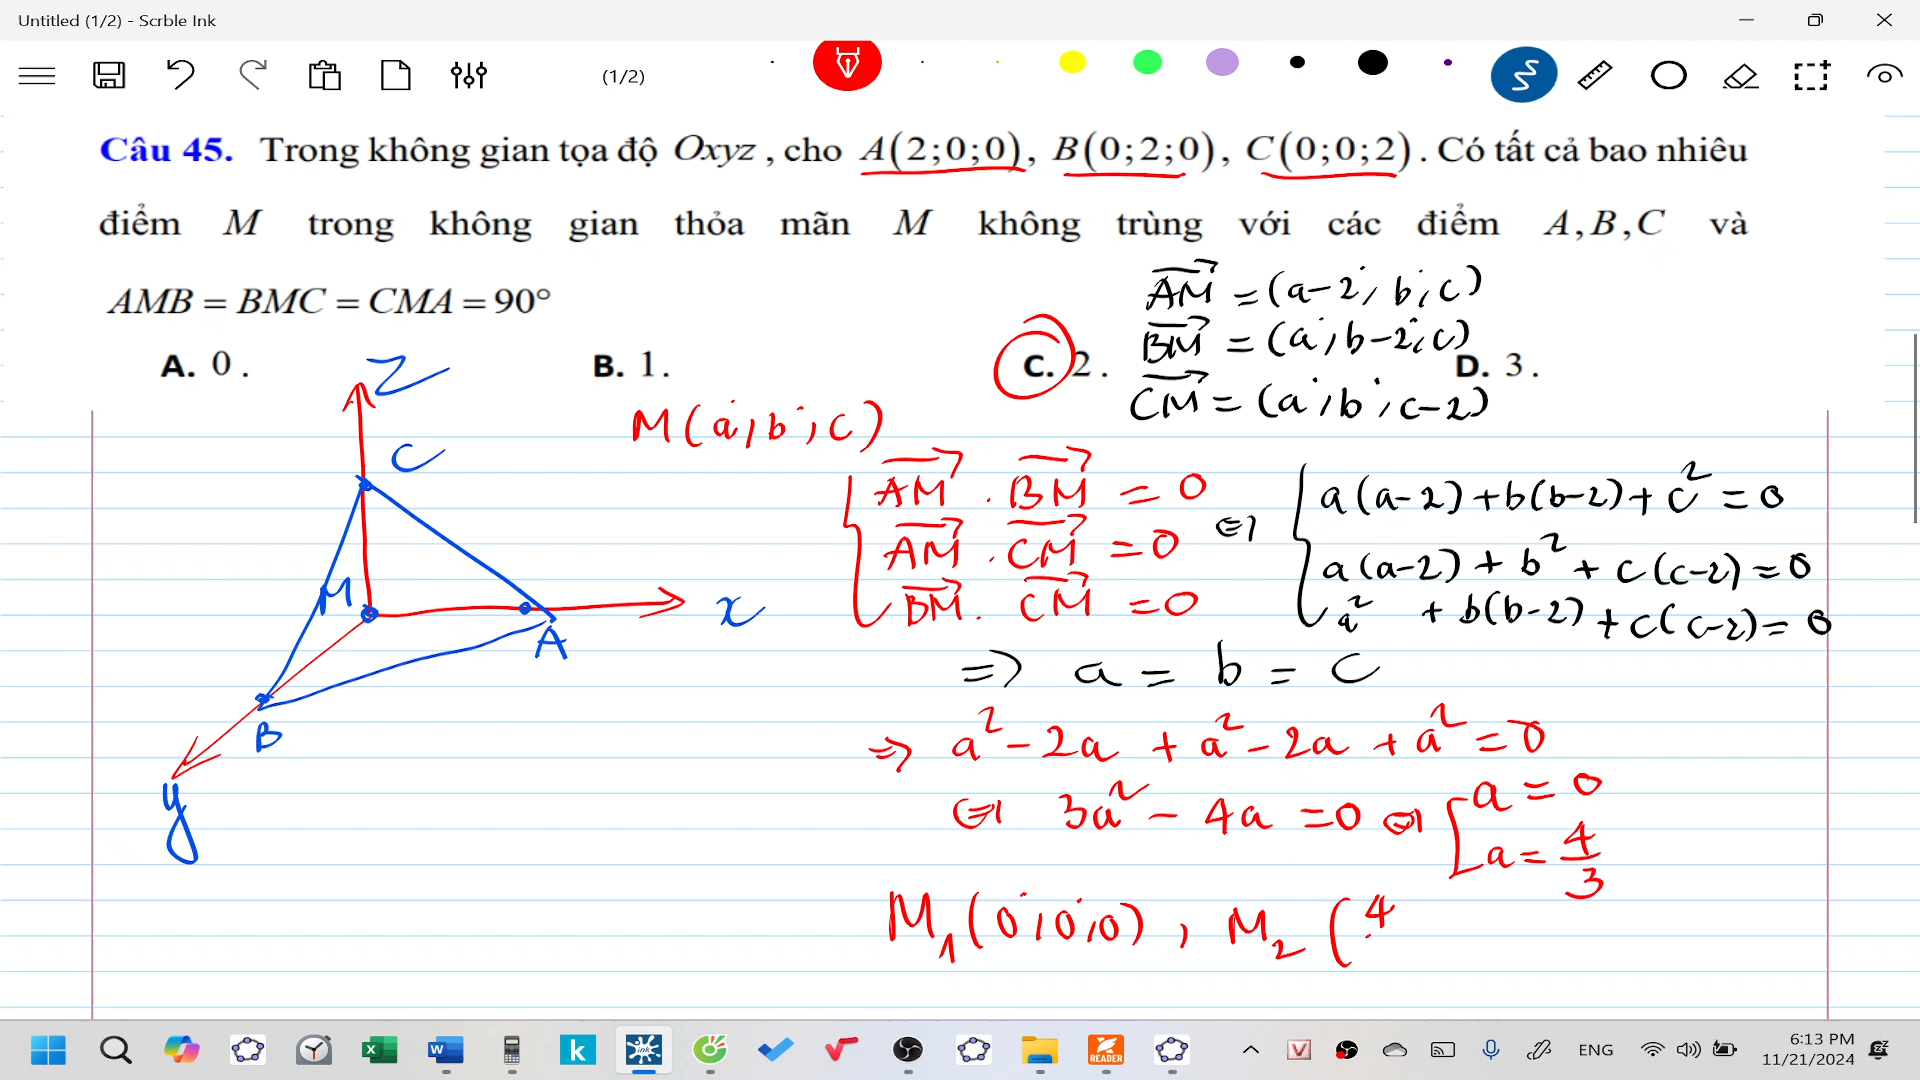 Untitled (1/2) - Scrble Ink
(1/2)
Câu 45. Trong không gian tọa độ Oxyz, cho A(2;0;0), B(0;2;0), C(0;0;2). Có tất cả bao nhiêu
điểm M trong không gian thỏa mãn M không trùng với các điểm A,B,C và
AMB = BMC = CMA = 90°
A. 0. B. 1. C. 2. D. 3.
AM = (a-2; b; c)
BM = (a; b-2; c)
CM = (a; b; c-2)
z
C
M
x
A
B
y
M(a; b; c)
AM . BM = 0
AM . CM = 0
BM . CM = 0
⇔
a(a-2) + b(b-2) + c² = 0
a(a-2) + b² + c(c-2) = 0
a² + b(b-2) + c(c-2) = 0
=> a = b = c
=> a² - 2a + a² - 2a + a² = 0
⇔ 3a² - 4a = 0 ⇔ [ a = 0
a = 4/3
M₁(0;0;0), M₂(4
k
READER
ENG
6:13 PM
11/21/2024